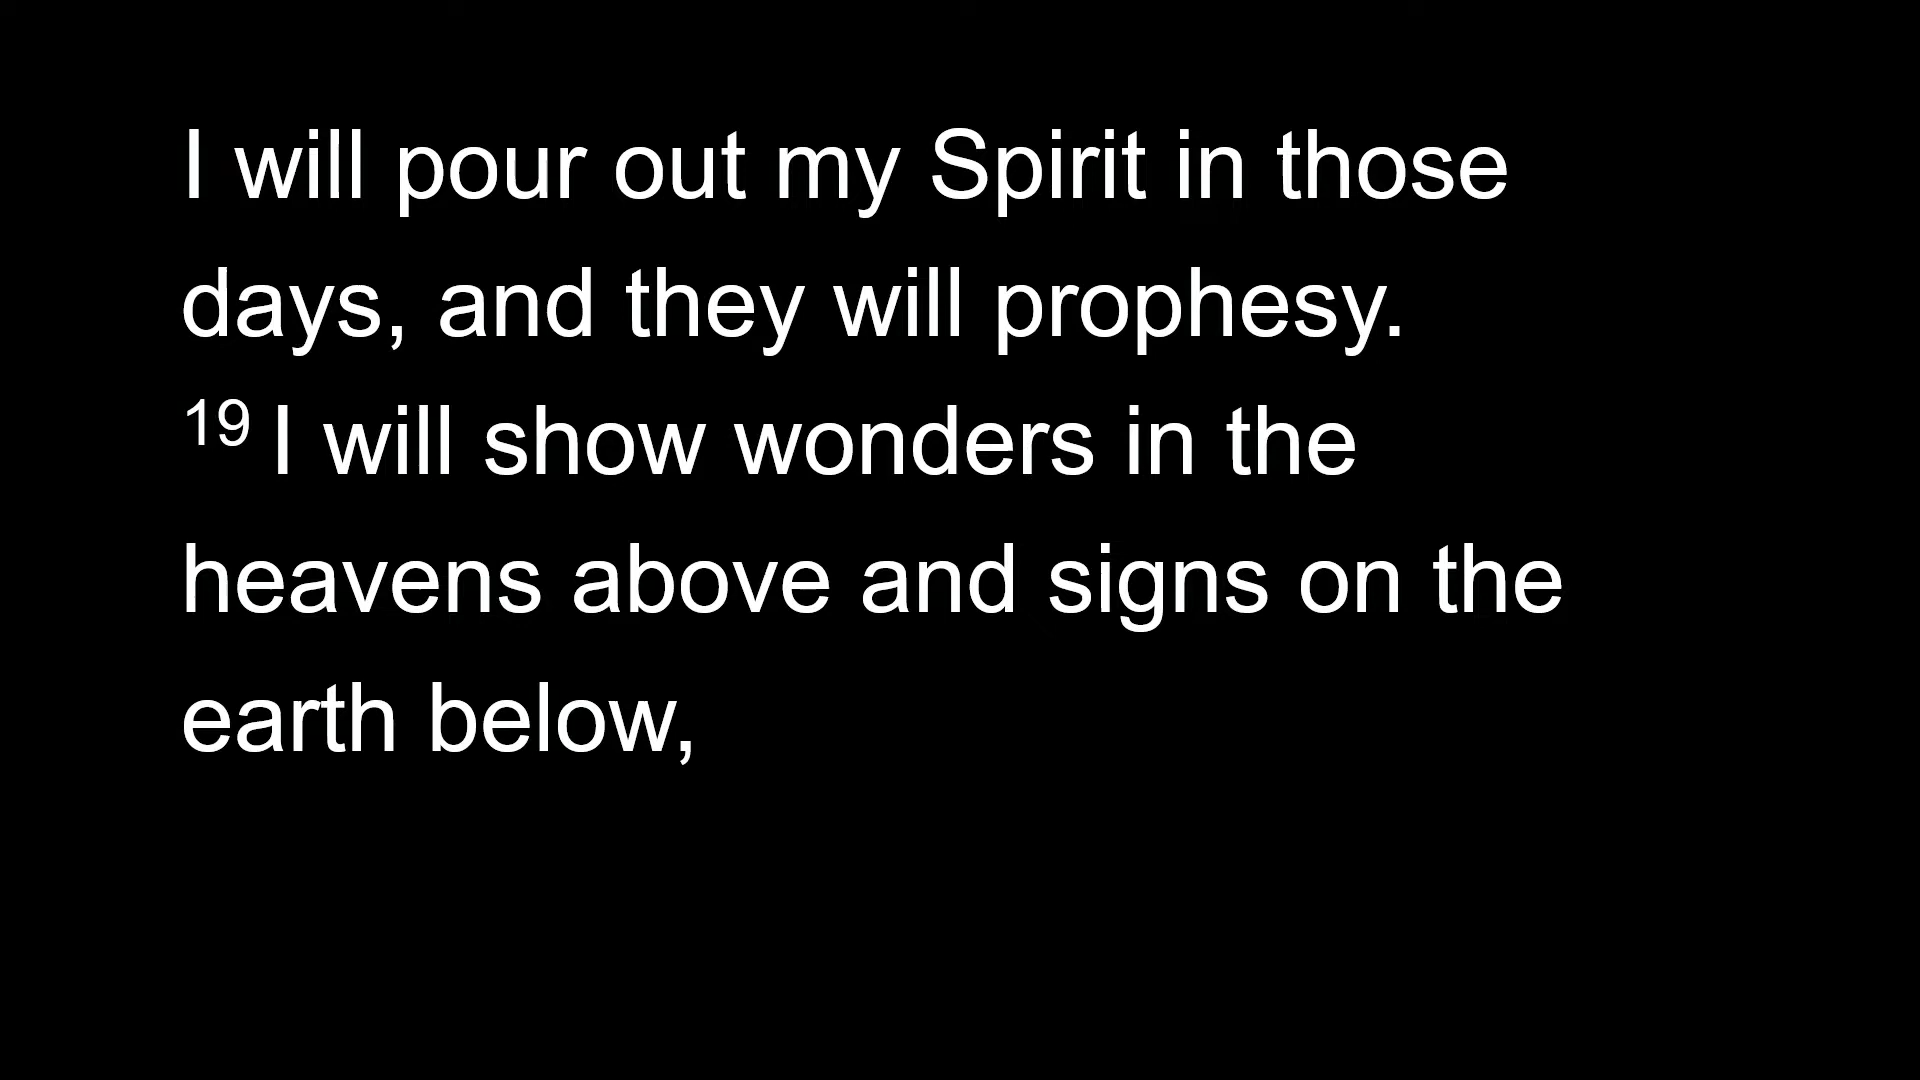 I will pour out my Spirit in those
days, and they will prophesy.
19 I will show wonders in the
heavens above and signs on the
earth below,